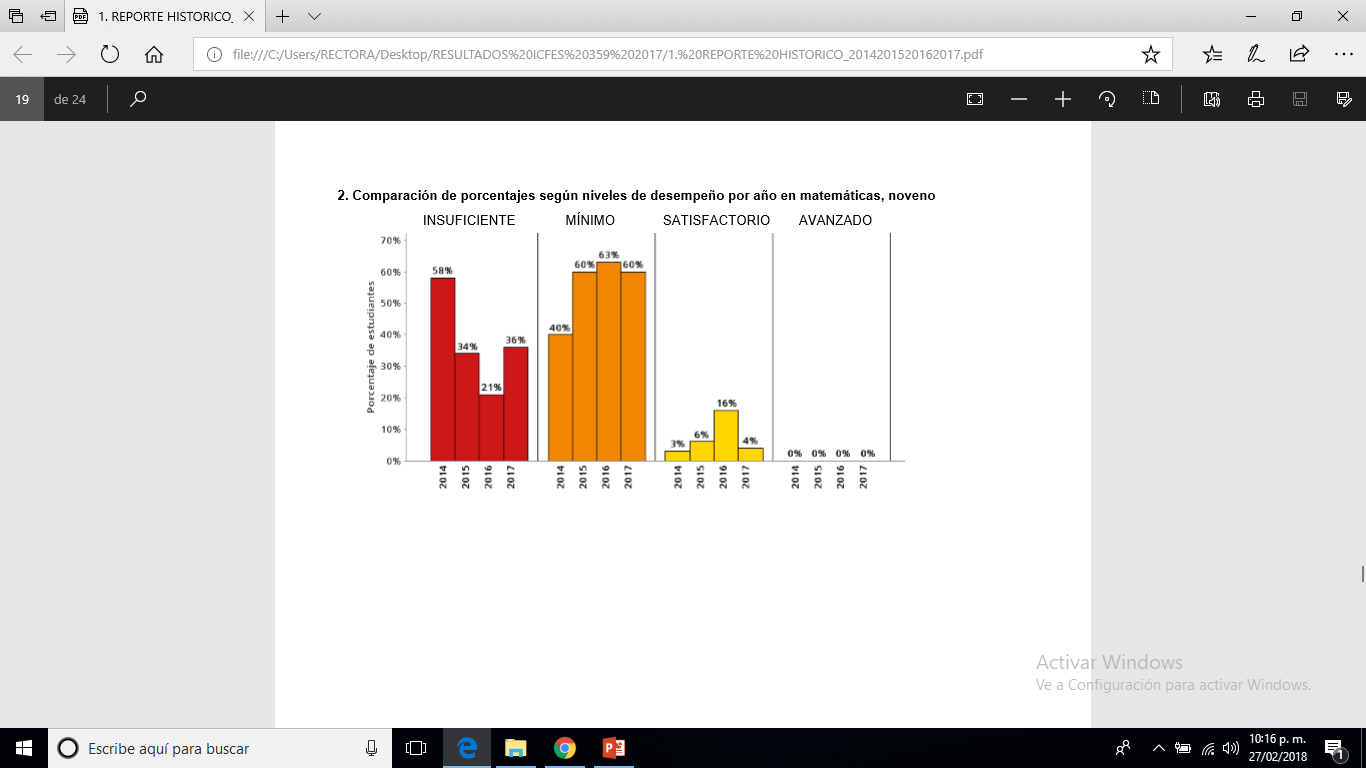 1. REPORTE HISTORICO_
file:///C:/Users/RECTORA/Desktop/RESULTADOS%20ICFES%20359%202017/1.%20REPORTE%20HISTORICO_2014201520162017.pdf
19 de 24
2. Comparación de porcentajes según niveles de desempeño por año en matemáticas, noveno
INSUFICIENTE MÍNIMO SATISFACTORIO AVANZADO
Porcentaje de estudiantes
70%
60%
50%
40%
30%
20%
10%
0%
58% 34% 21% 36%
40% 60% 63% 60%
3% 6% 16% 4%
0% 0% 0% 0%
2014 2015 2016 2017 2014 2015 2016 2017 2014 2015 2016 2017 2014 2015 2016 2017
Activar Windows
Ve a Configuración para activar Windows.
Escribe aquí para buscar
10:16 p. m.
27/02/2018
1